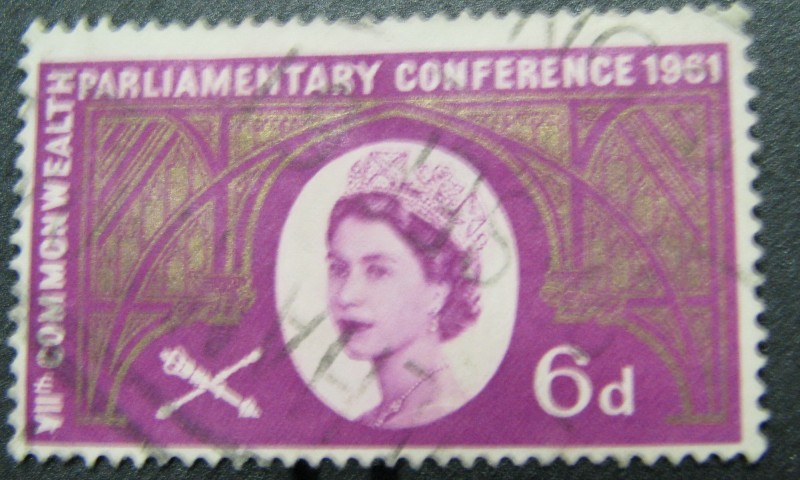 VIIth COMMONWEALTH
PARLIAMENTARY CONFERENCE 1961
6d